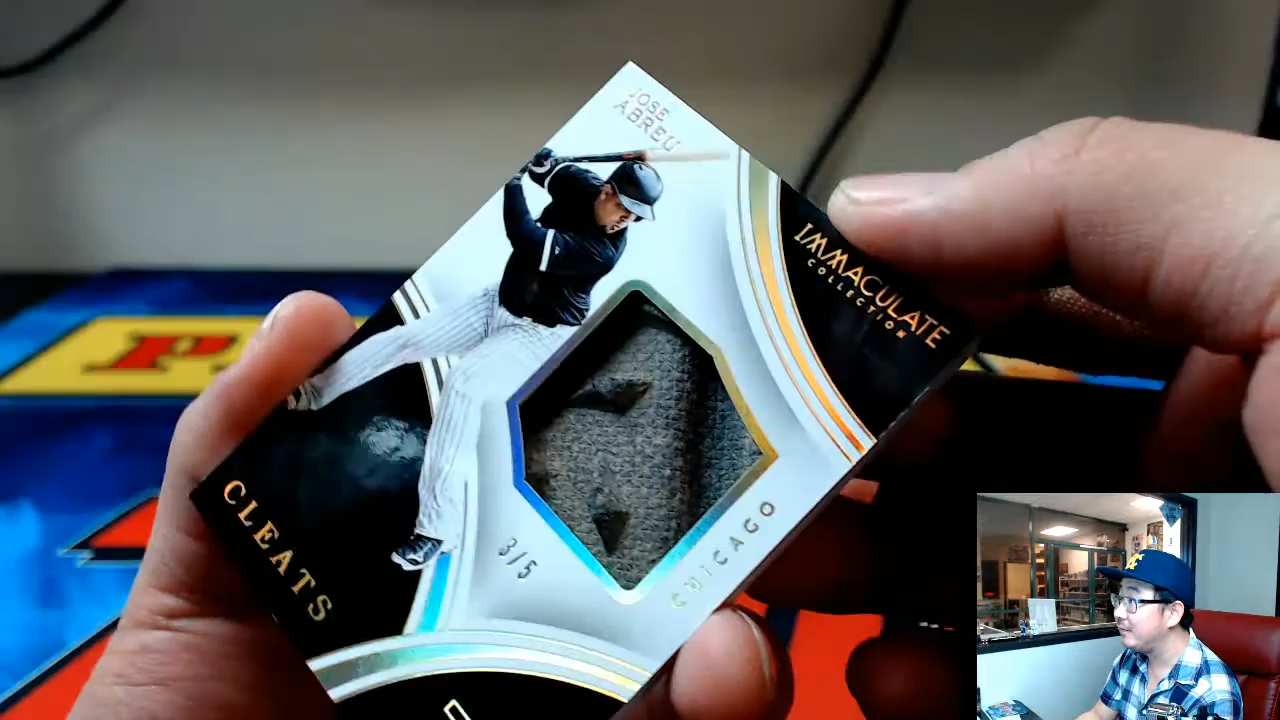 JOSE
ABREU
IMMACULATE
COLLECTION
CLEATS
3/5
CHICAGO
P